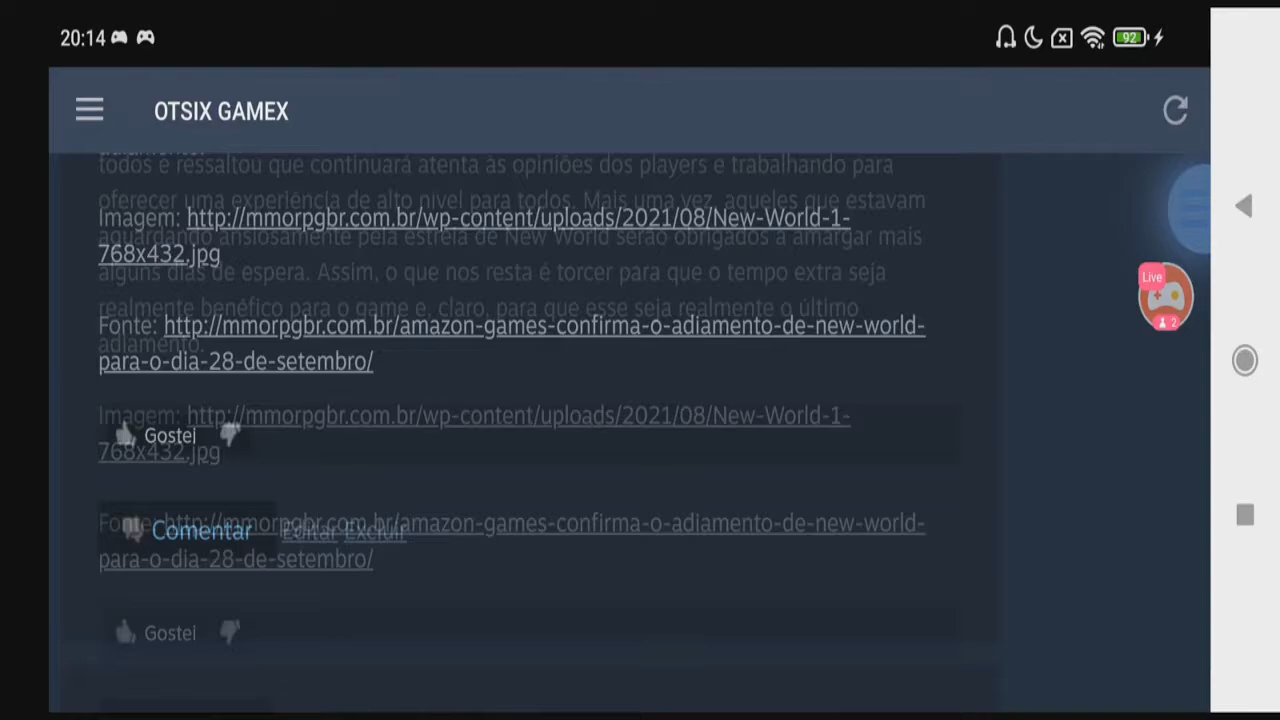 20:14
92
OTSIX GAMEX
adiamento.
todos e ressaltou que continuará atenta às opiniões dos players e trabalhando para
oferecer uma experiência de alto nível para todos. Mais uma vez, aqueles que estavam
Imagem: http://mmorpgbr.com.br/wp-content/uploads/2021/08/New-World-1-
aguardando ansiosamente pela estreia de New World serão obrigados a amargar mais
768x432.jpg
alguns dias de espera. Assim, o que nos resta é torcer para que o tempo extra seja
Live
realmente benéfico para o game e, claro, para que esse seja realmente o último
2
Fonte: http://mmorpgbr.com.br/amazon-games-confirma-o-adiamento-de-new-world-
adiamento.
para-o-dia-28-de-setembro/
Imagem: http://mmorpgbr.com.br/wp-content/uploads/2021/08/New-World-1-
Gostei
768x432.jpg
Fonte: http://mmorpgbr.com.br/amazon-games-confirma-o-adiamento-de-new-world-
Comentar Editar Excluir
para-o-dia-28-de-setembro/
Gostei